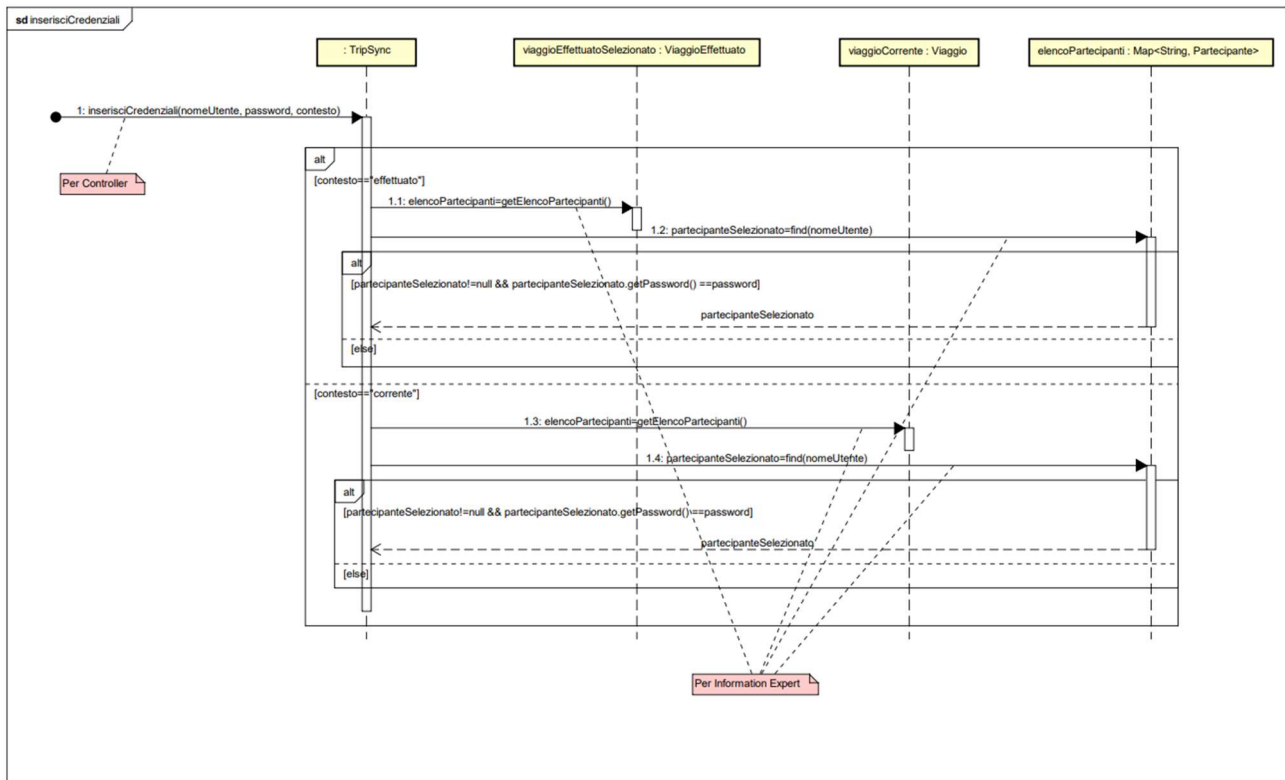 sd inserisciCredenziali
: TripSync
viaggioEffettuatoSelezionato : ViaggioEffettuato
viaggioCorrente : Viaggio
elencoPartecipanti : Map<String, Partecipante>
1: inserisciCredenziali(nomeUtente, password, contesto)
Per Controller
alt
[contesto=="effettuato"]
1.1: elencoPartecipanti=getElencoPartecipanti()
1.2: partecipanteSelezionato=find(nomeUtente)
alt
[partecipanteSelezionato!=null && partecipanteSelezionato.getPassword() ==password]
partecipanteSelezionato
[else]
[contesto=="corrente"]
1.3: elencoPartecipanti=getElencoPartecipanti()
1.4: partecipanteSelezionato=find(nomeUtente)
alt
[partecipanteSelezionato!=null && partecipanteSelezionato.getPassword() ==password]
partecipanteSelezionato
[else]
Per Information Expert